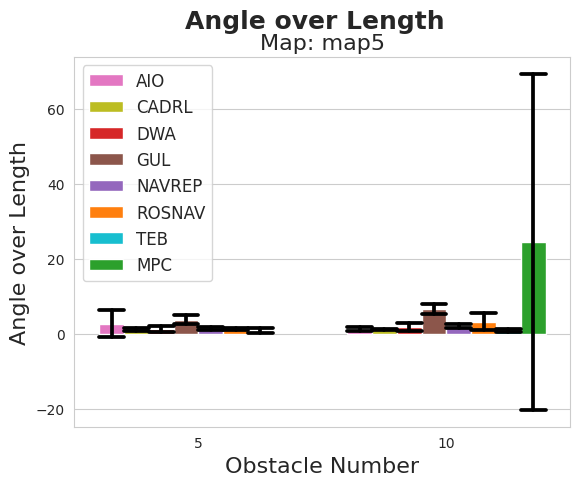 Angle over Length
Map: map5
AIO
CADRL
DWA
GUL
NAVREP
ROSNAV
TEB
MPC
Angle over Length
60
40
20
0
−20
5
10
Obstacle Number